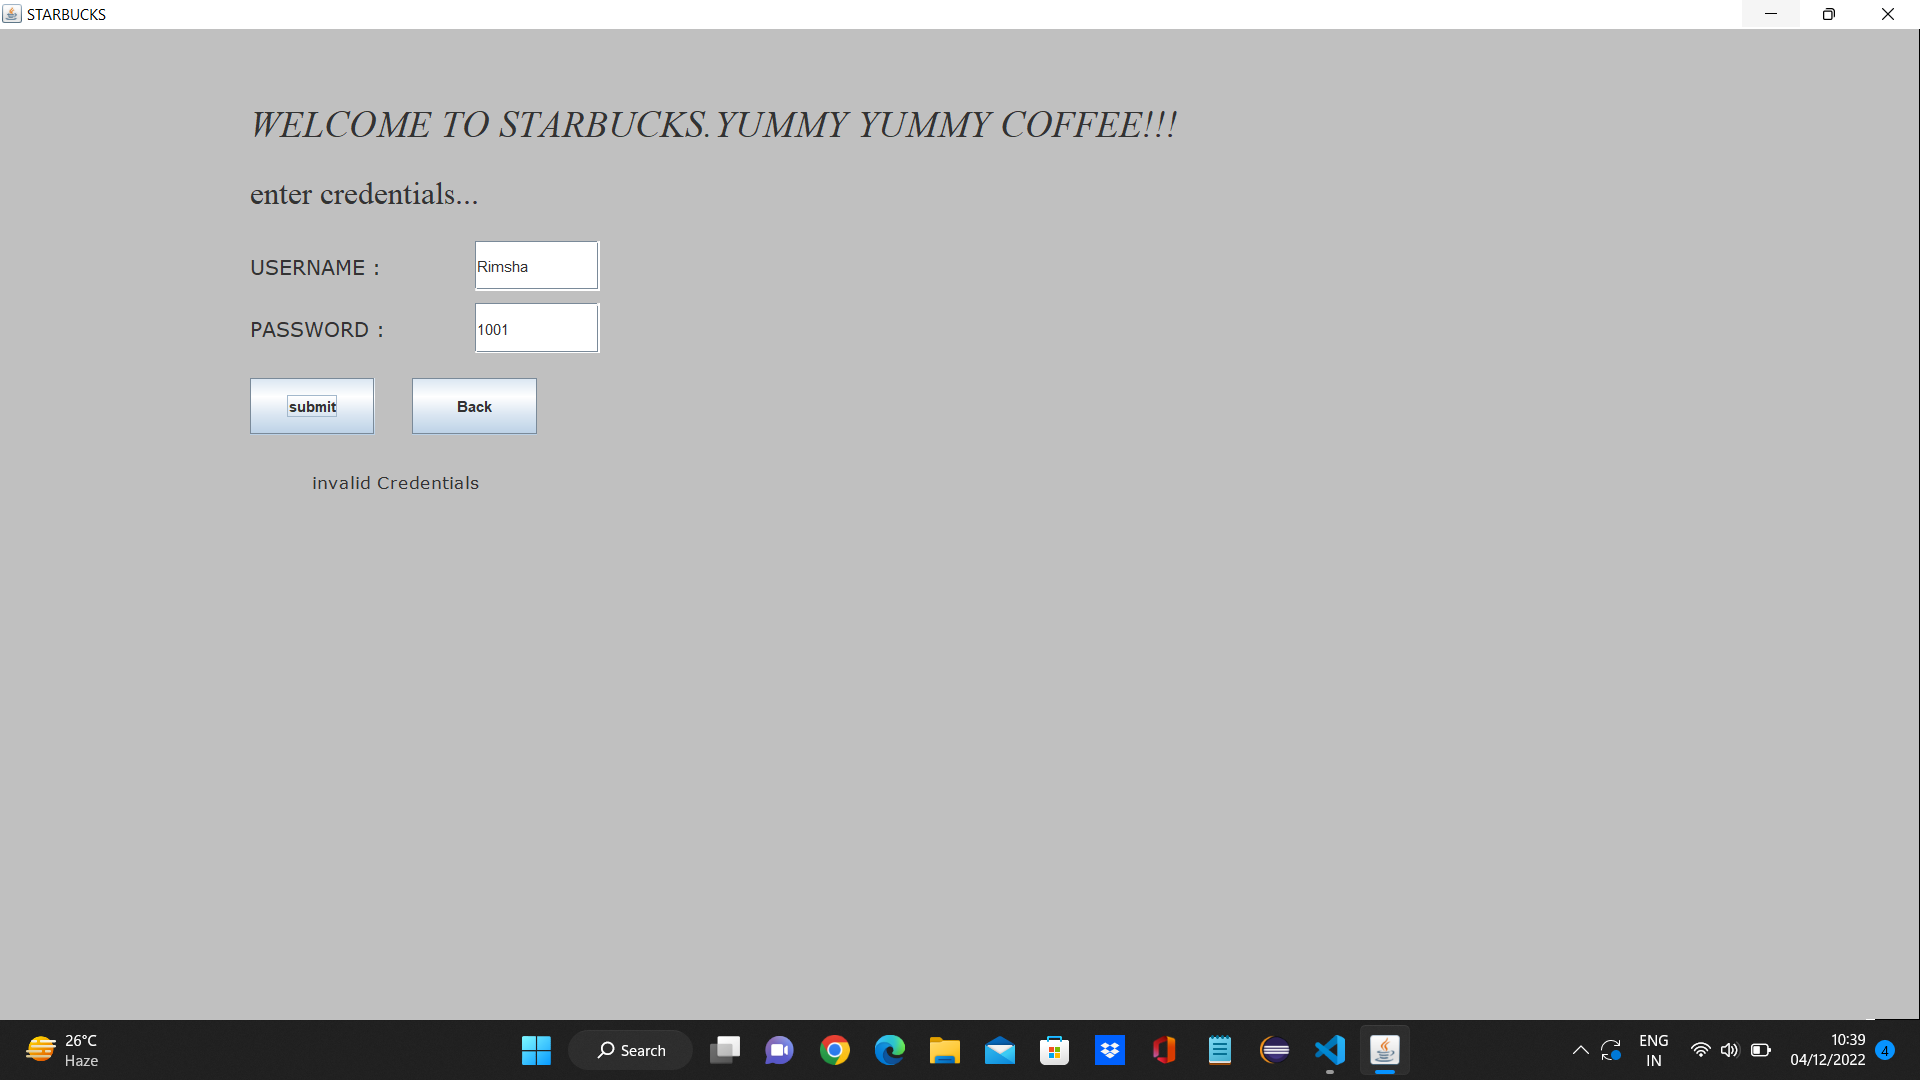 STARBUCKS
WELCOME TO STARBUCKS.YUMMY YUMMY COFFEE!!!
enter credentials...
USERNAME :
Rimsha
PASSWORD :
1001
submit
Back
invalid Credentials
26°C
Haze
Search
ENG
IN
10:39
04/12/2022
4